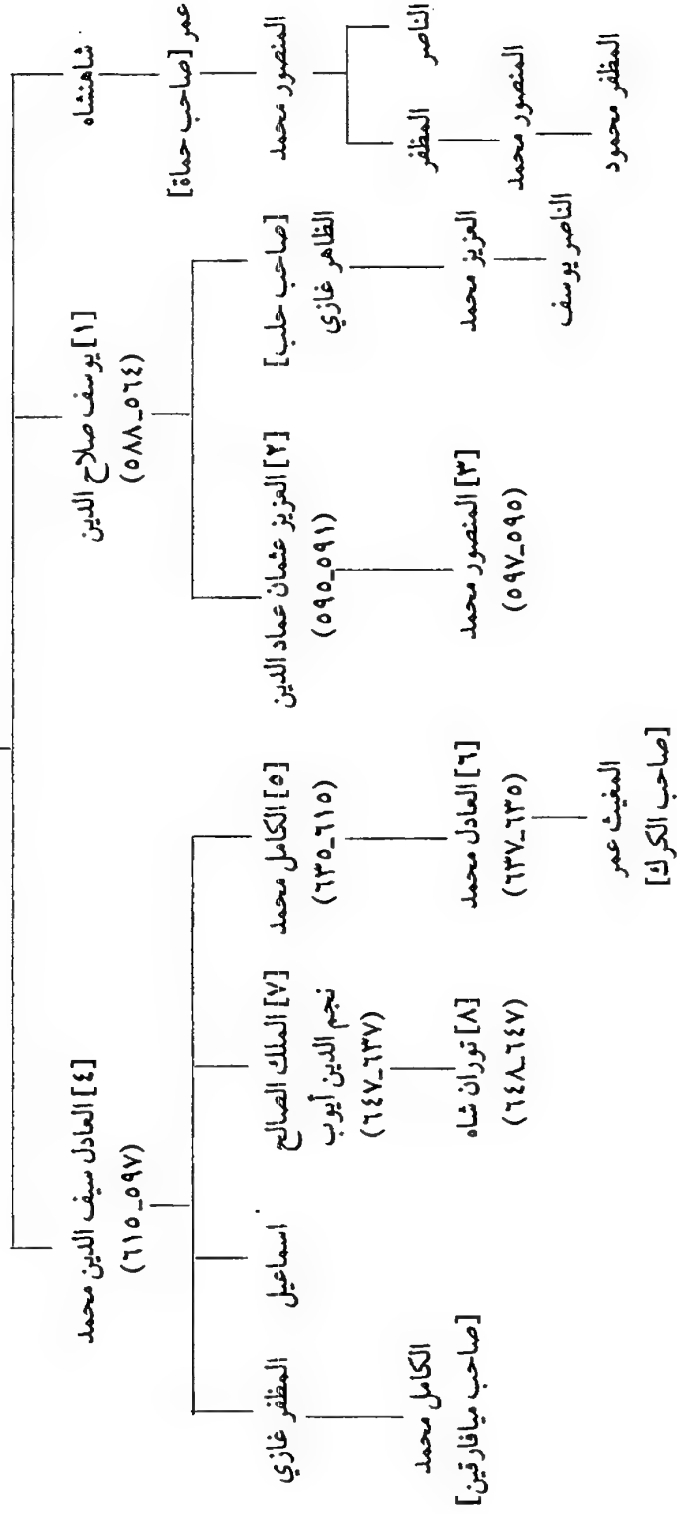 شاهنشاه
عمر [صاحب حماة]
المنصور محمد
الناصر
المظفر
المنصور محمد
المظفر محمود
[١] يوسف صلاح الدين
(٥٦٤_٥٨٨)
[صاحب حلب]
الظاهر غازي
العزيز محمد
الناصر يوسف
[٢] العزيز عثمان عماد الدين
(٥٩١_٥٩٥)
[٣] المنصور محمد
(٥٩٥_٥٩٧)
[٤] العادل سيف الدين محمد
(٥٩٧_٦١٥)
[٥] الكامل محمد
(٦١٥_٦٣٥)
[٦] العادل محمد
(٦٣٥_٦٣٧)
المغيث عمر
[صاحب الكرك]
[٧] الملك الصالح
نجم الدين أيوب
(٦٣٧_٦٤٧)
[٨] توران شاه
(٦٤٧_٦٤٨)
اسماعيل
المظفر غازي
الكامل محمد
[صاحب ميافارقين]